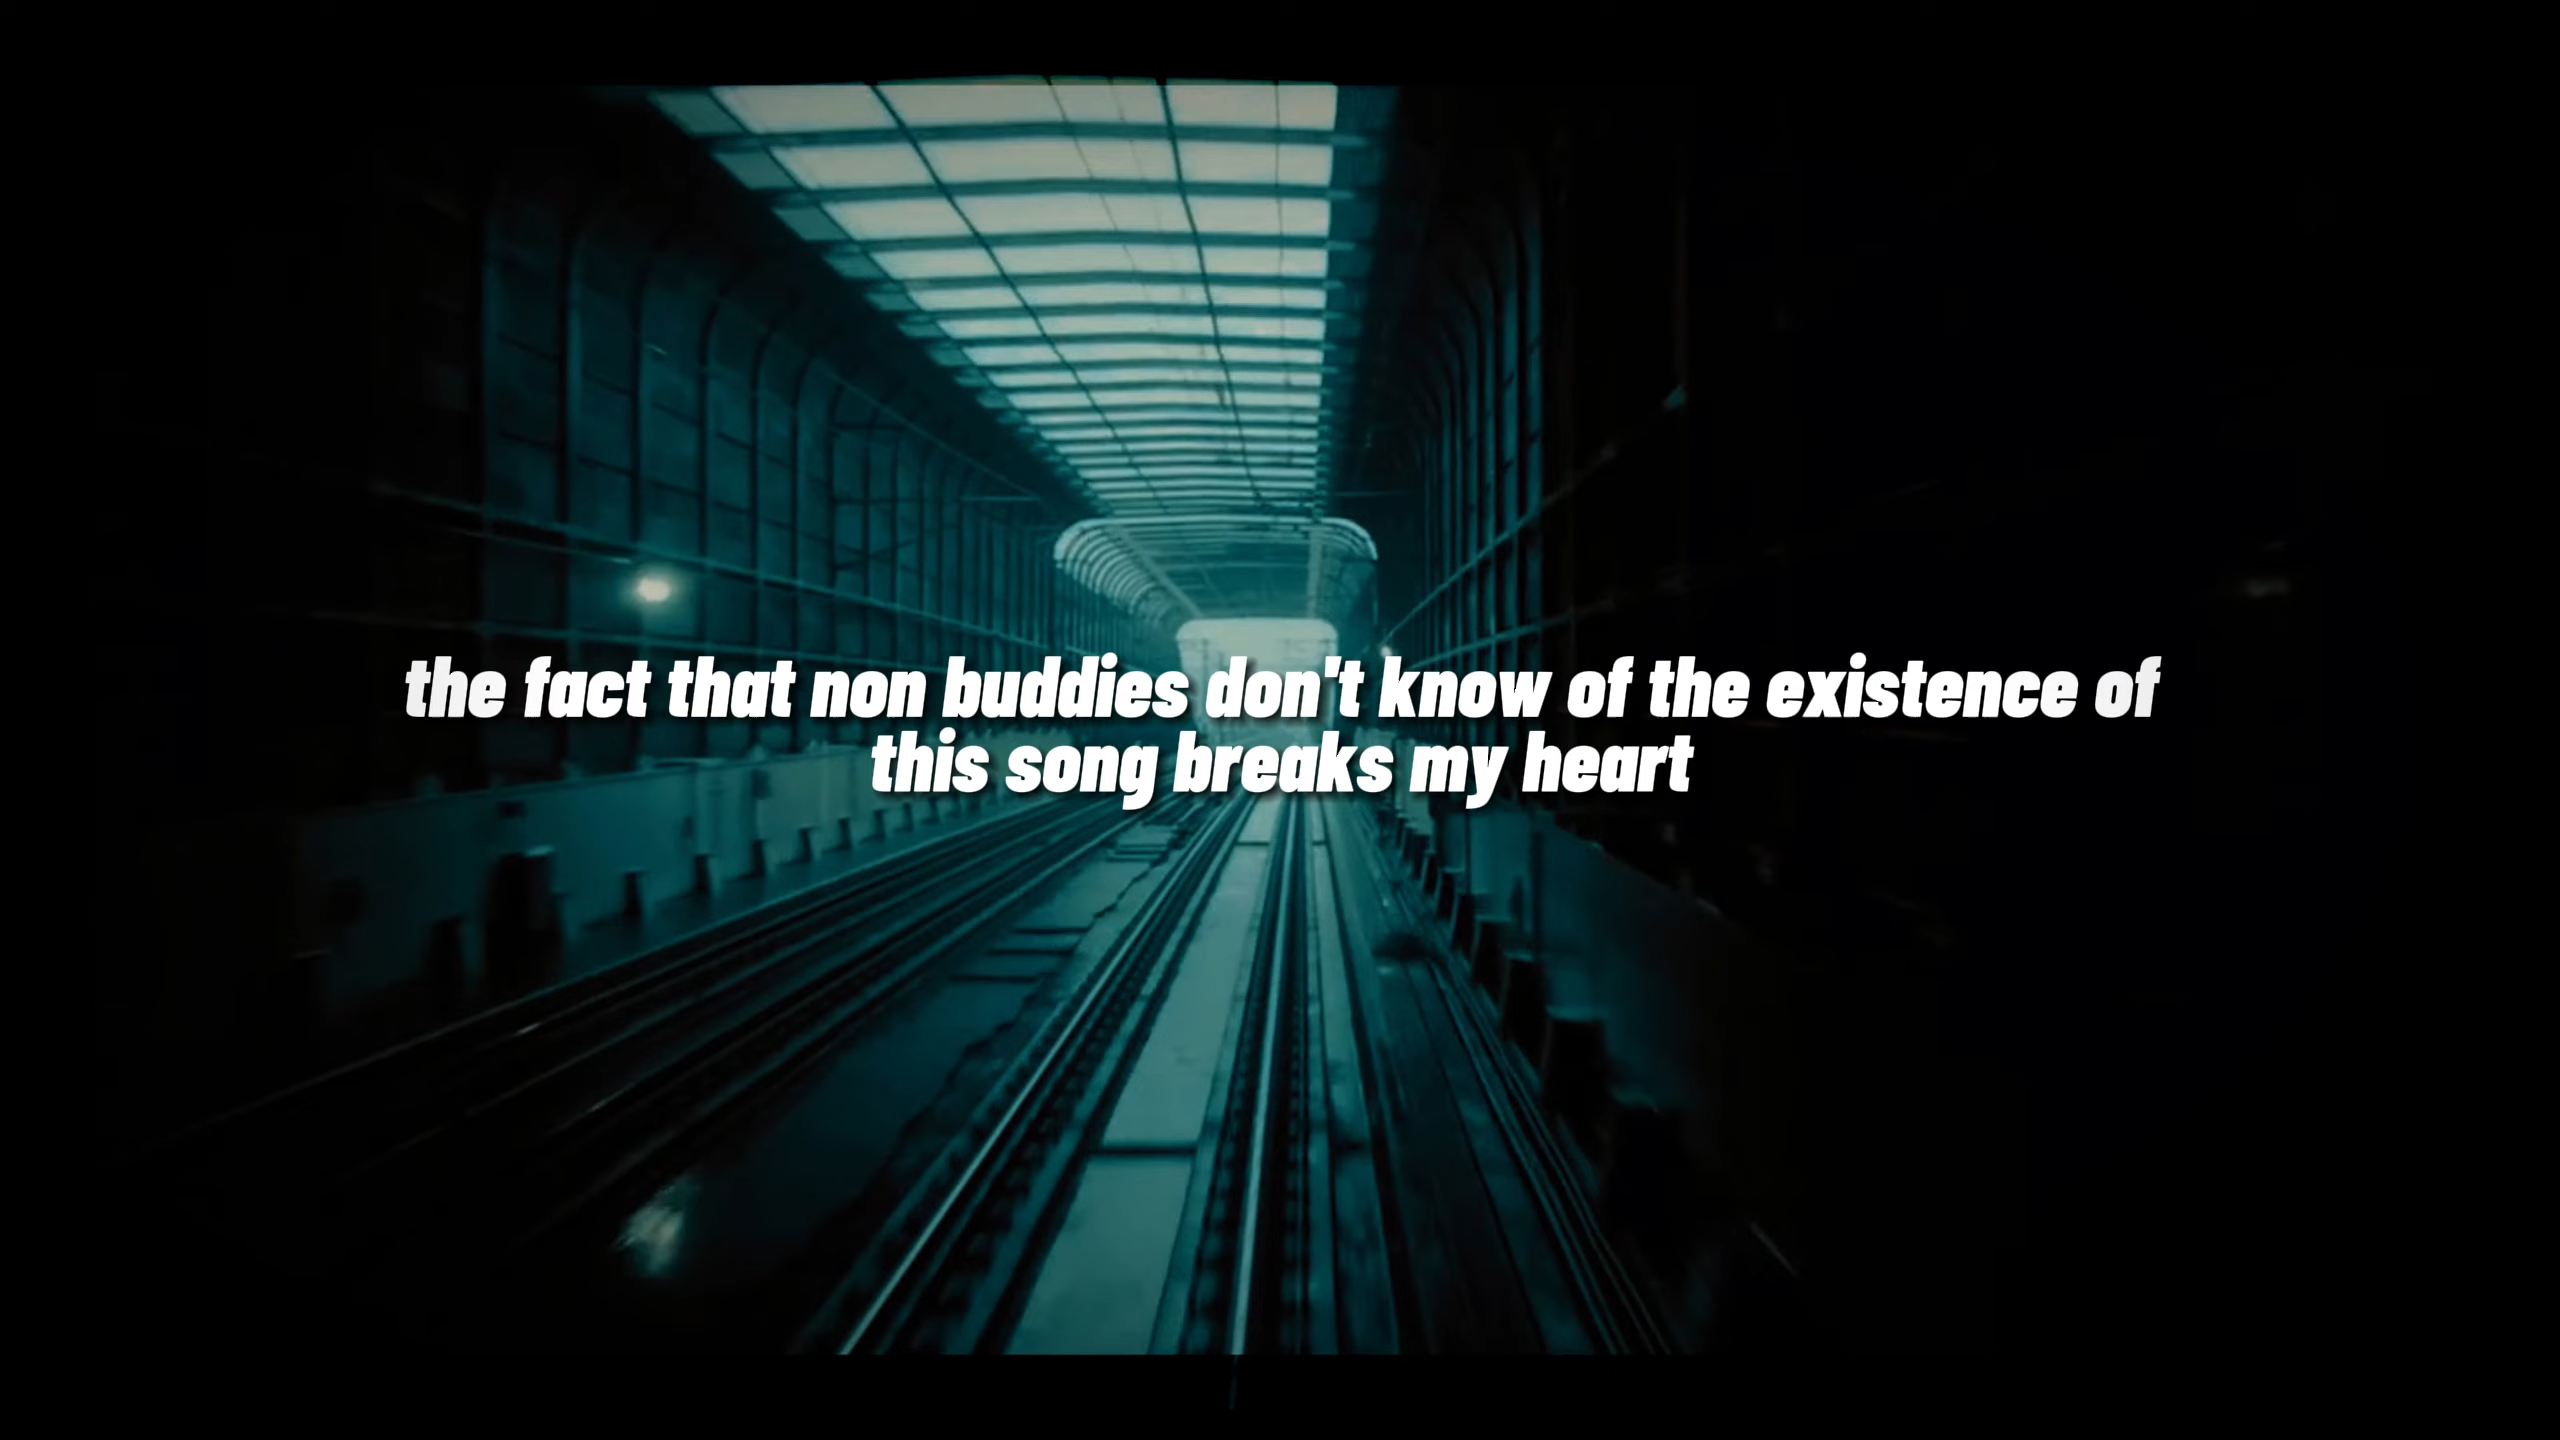 the fact that non buddies don't know of the existence of
this song breaks my heart